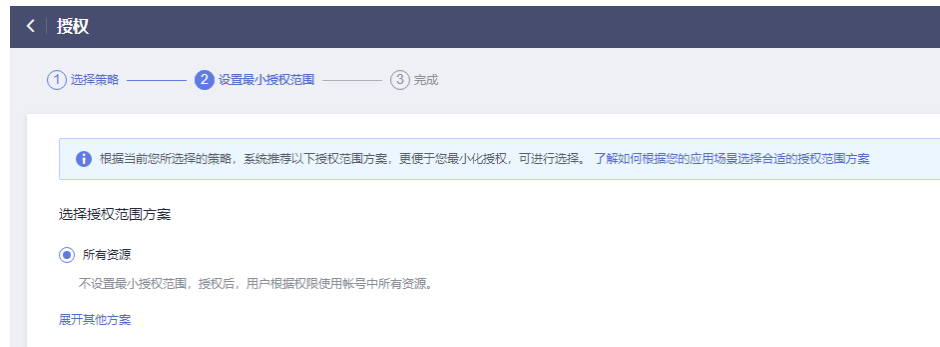 授权
1 选择策略 2 设置最小授权范围 3 完成
根据当前您所选择的策略，系统推荐以下授权范围方案，更便于您最小化授权，可进行选择。 了解如何根据您的应用场景选择合适的授权范围方案
选择授权范围方案
所有资源
不设置最小授权范围，授权后，用户根据权限使用帐号中所有资源。
展开其他方案